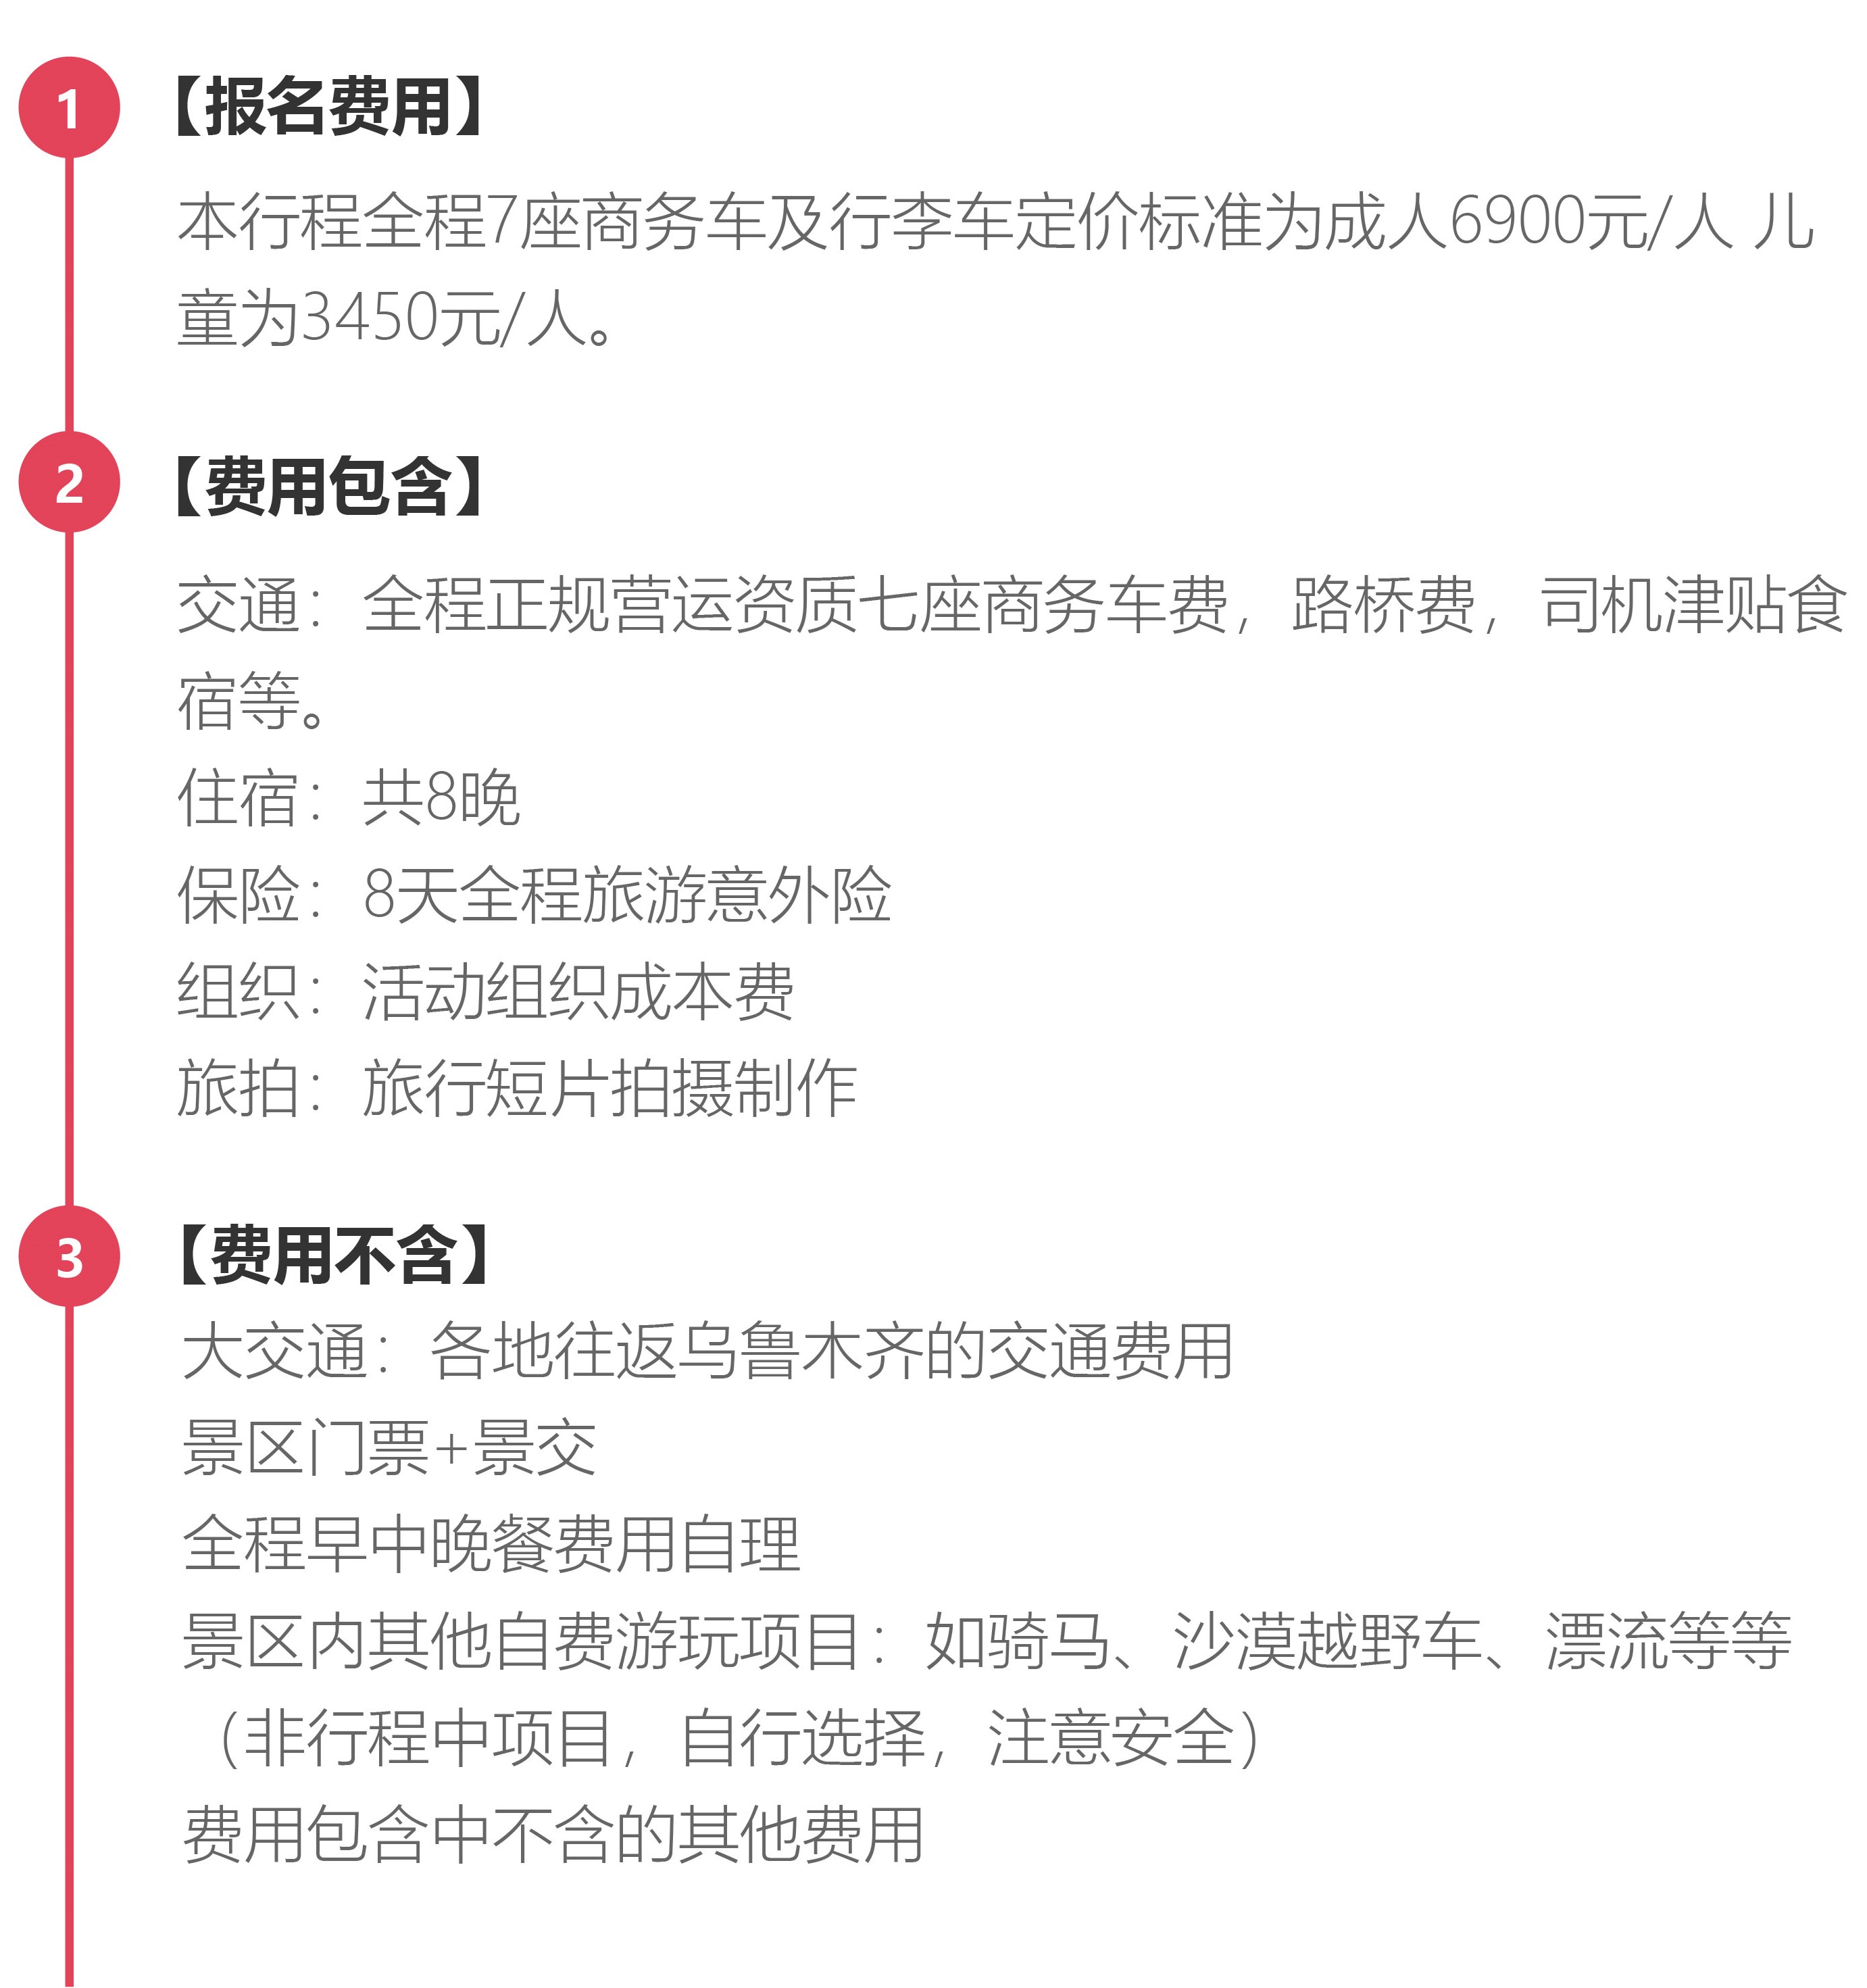 1
【报名费用】
本行程全程7座商务车及行李车定价标准为成人6900元/人 儿
童为3450元/人。
2
【费用包含】
交通：全程正规营运资质七座商务车费，路桥费，司机津贴食
宿等。
住宿：共8晚
保险：8天全程旅游意外险
组织：活动组织成本费
旅拍：旅行短片拍摄制作
3
【费用不含】
大交通：各地往返乌鲁木齐的交通费用
景区门票+景交
全程早中晚餐费用自理
景区内其他自费游玩项目：如骑马、沙漠越野车、漂流等等
（非行程中项目，自行选择，注意安全）
费用包含中不含的其他费用